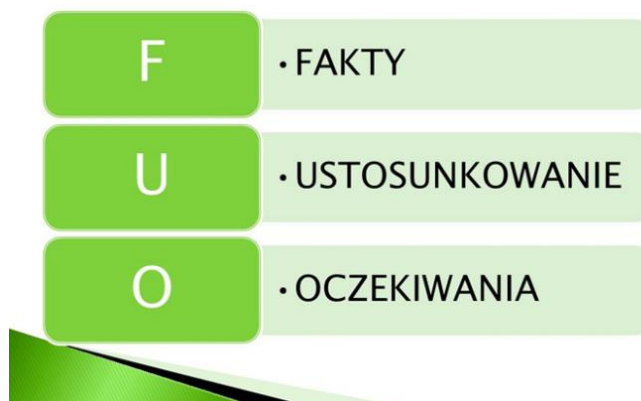 F
• FAKTY
U
• USTOSUNKOWANIE
O
• OCZEKIWANIA